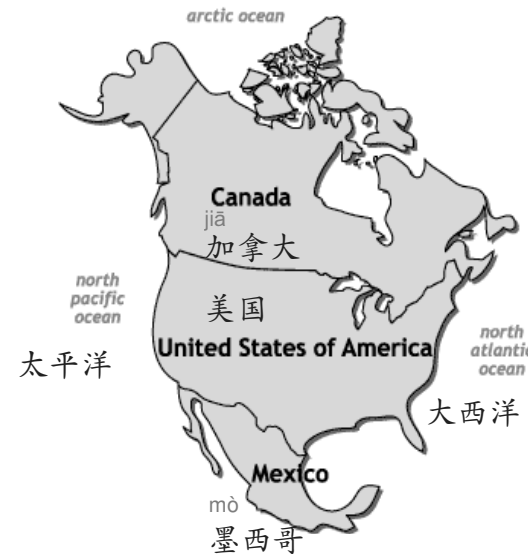 arctic ocean
Canada
jiā
加拿大
north
pacific
ocean
美国
United States of America
太平洋
north
atlantic
ocean
大西洋
Mexico
mò
墨西哥